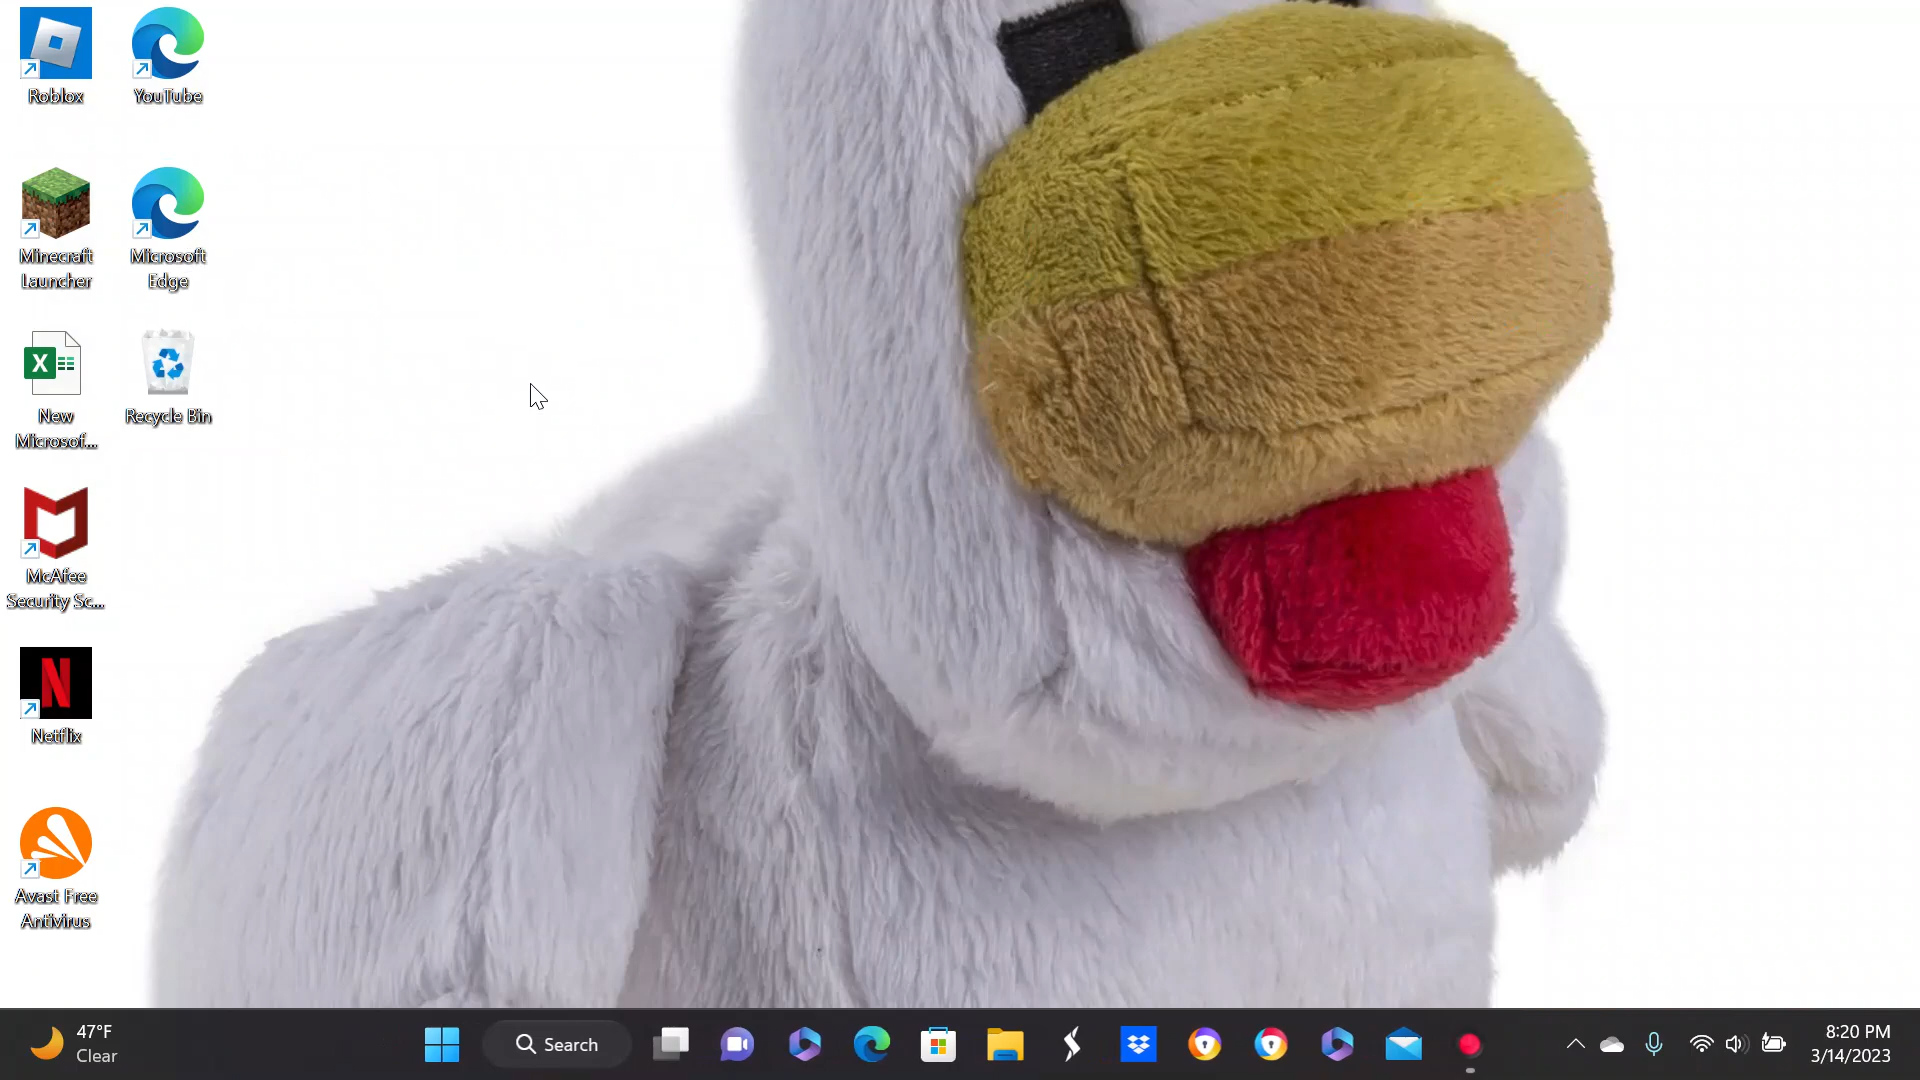 Roblox
YouTube
Minecraft
Launcher
Microsoft
Edge
New
Microsof...
Recycle Bin
McAfee
Security Sc...
Netflix
Avast Free
Antivirus
47°F
Clear
Search
8:20 PM
3/14/2023